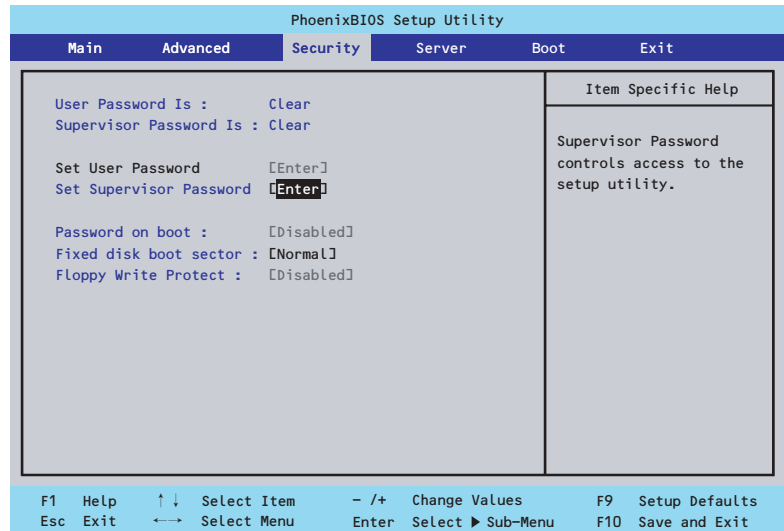 PhoenixBIOS Setup Utility
Main Advanced Security Server Boot Exit
Item Specific Help
User Password Is : Clear
Supervisor Password Is : Clear
Supervisor Password
controls access to the
setup utility.
Set User Password [Enter]
Set Supervisor Password [Enter]
Password on boot : [Disabled]
Fixed disk boot sector : [Normal]
Floppy Write Protect : [Disabled]
F1 Help ↑↓ Select Item – /+ Change Values F9 Setup Defaults
Esc Exit ←→ Select Menu Enter Select ▶ Sub–Menu F10 Save and Exit